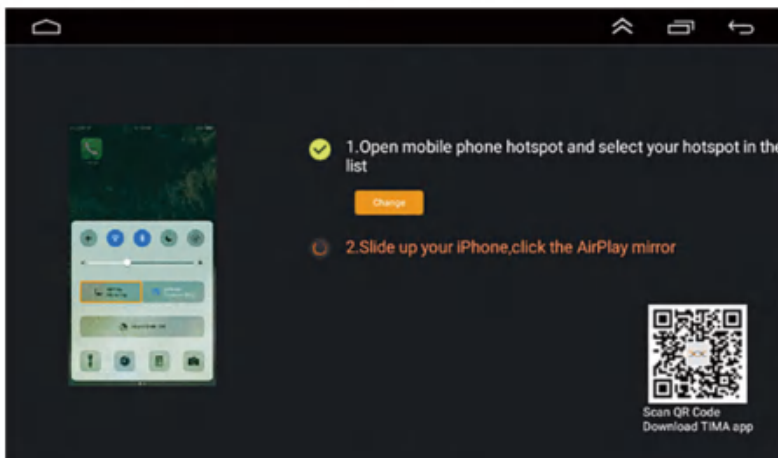 1.Open mobile phone hotspot and select your hotspot in the
list
Change
2.Slide up your iPhone,click the AirPlay mirror
Scan QR Code
Download TIMA app